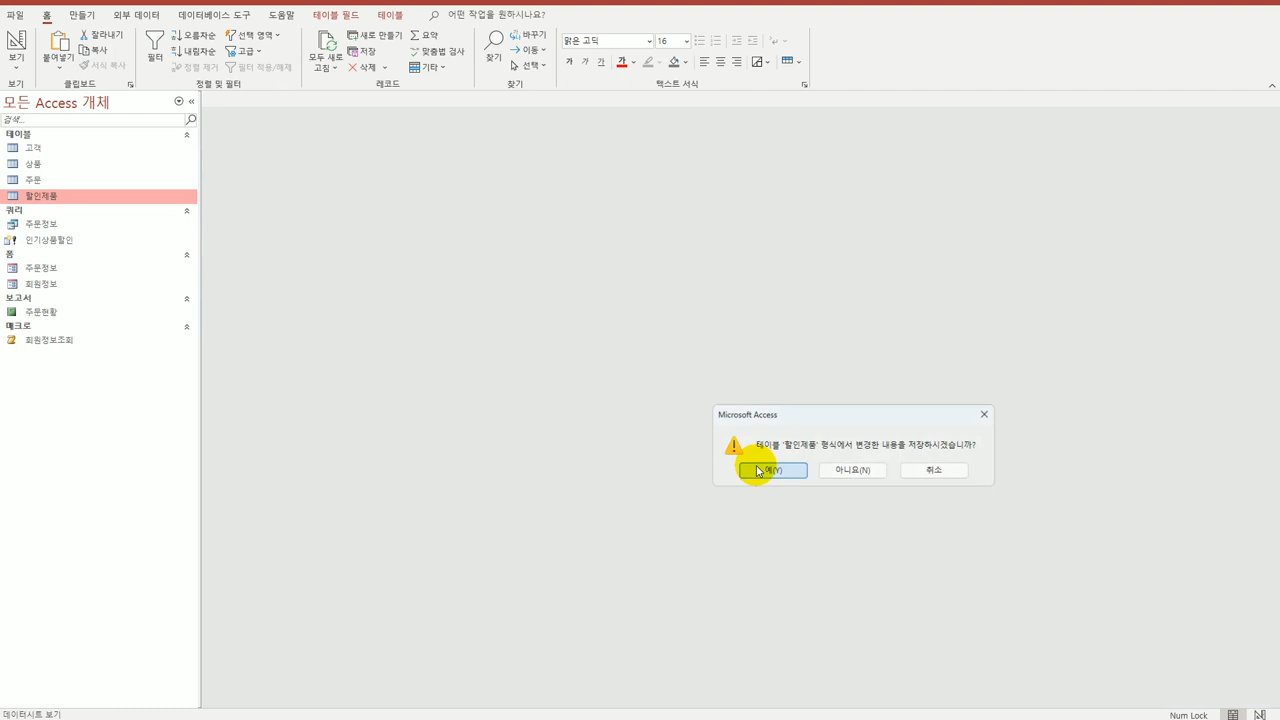 파일 홈 만들기 외부 데이터 데이터베이스 도구 도움말 테이블 필드 테이블 어떤 작업을 원하시나요?
보기
보기
붙여넣기
잘라내기
복사
서식 복사
클립보드
필터
오름차순
내림차순
정렬 제거
선택 영역
고급
필터 적용/해제
정렬 및 필터
모두 새로
고침
새로 만들기
저장
삭제
요약
맞춤법 검사
기타
레코드
찾기
바꾸기
이동
선택
찾기
맑은 고딕 16
가 가 가 가
텍스트 서식
모든 Access 개체
검색...
테이블
고객
상품
주문
할인제품
쿼리
주문정보
인기상품할인
폼
주문정보
회원정보
보고서
주문현황
매크로
회원정보조회
Microsoft Access
테이블 '할인제품' 형식에서 변경한 내용을 저장하시겠습니까?
예(Y) 아니요(N) 취소
데이터시트 보기
Num Lock